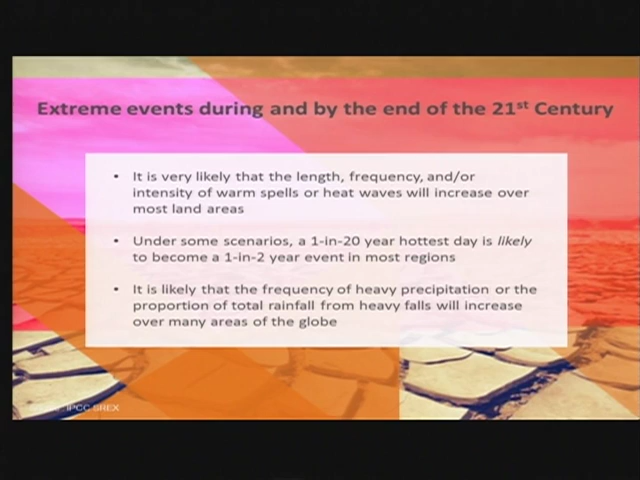 Extreme events during and by the end of the 21st Century
• It is very likely that the length, frequency, and/or
intensity of warm spells or heat waves will increase over
most land areas
• Under some scenarios, a 1-in-20 year hottest day is likely
to become a 1-in-2 year event in most regions
• It is likely that the frequency of heavy precipitation or the
proportion of total rainfall from heavy falls will increase
over many areas of the globe
IPCC SREX